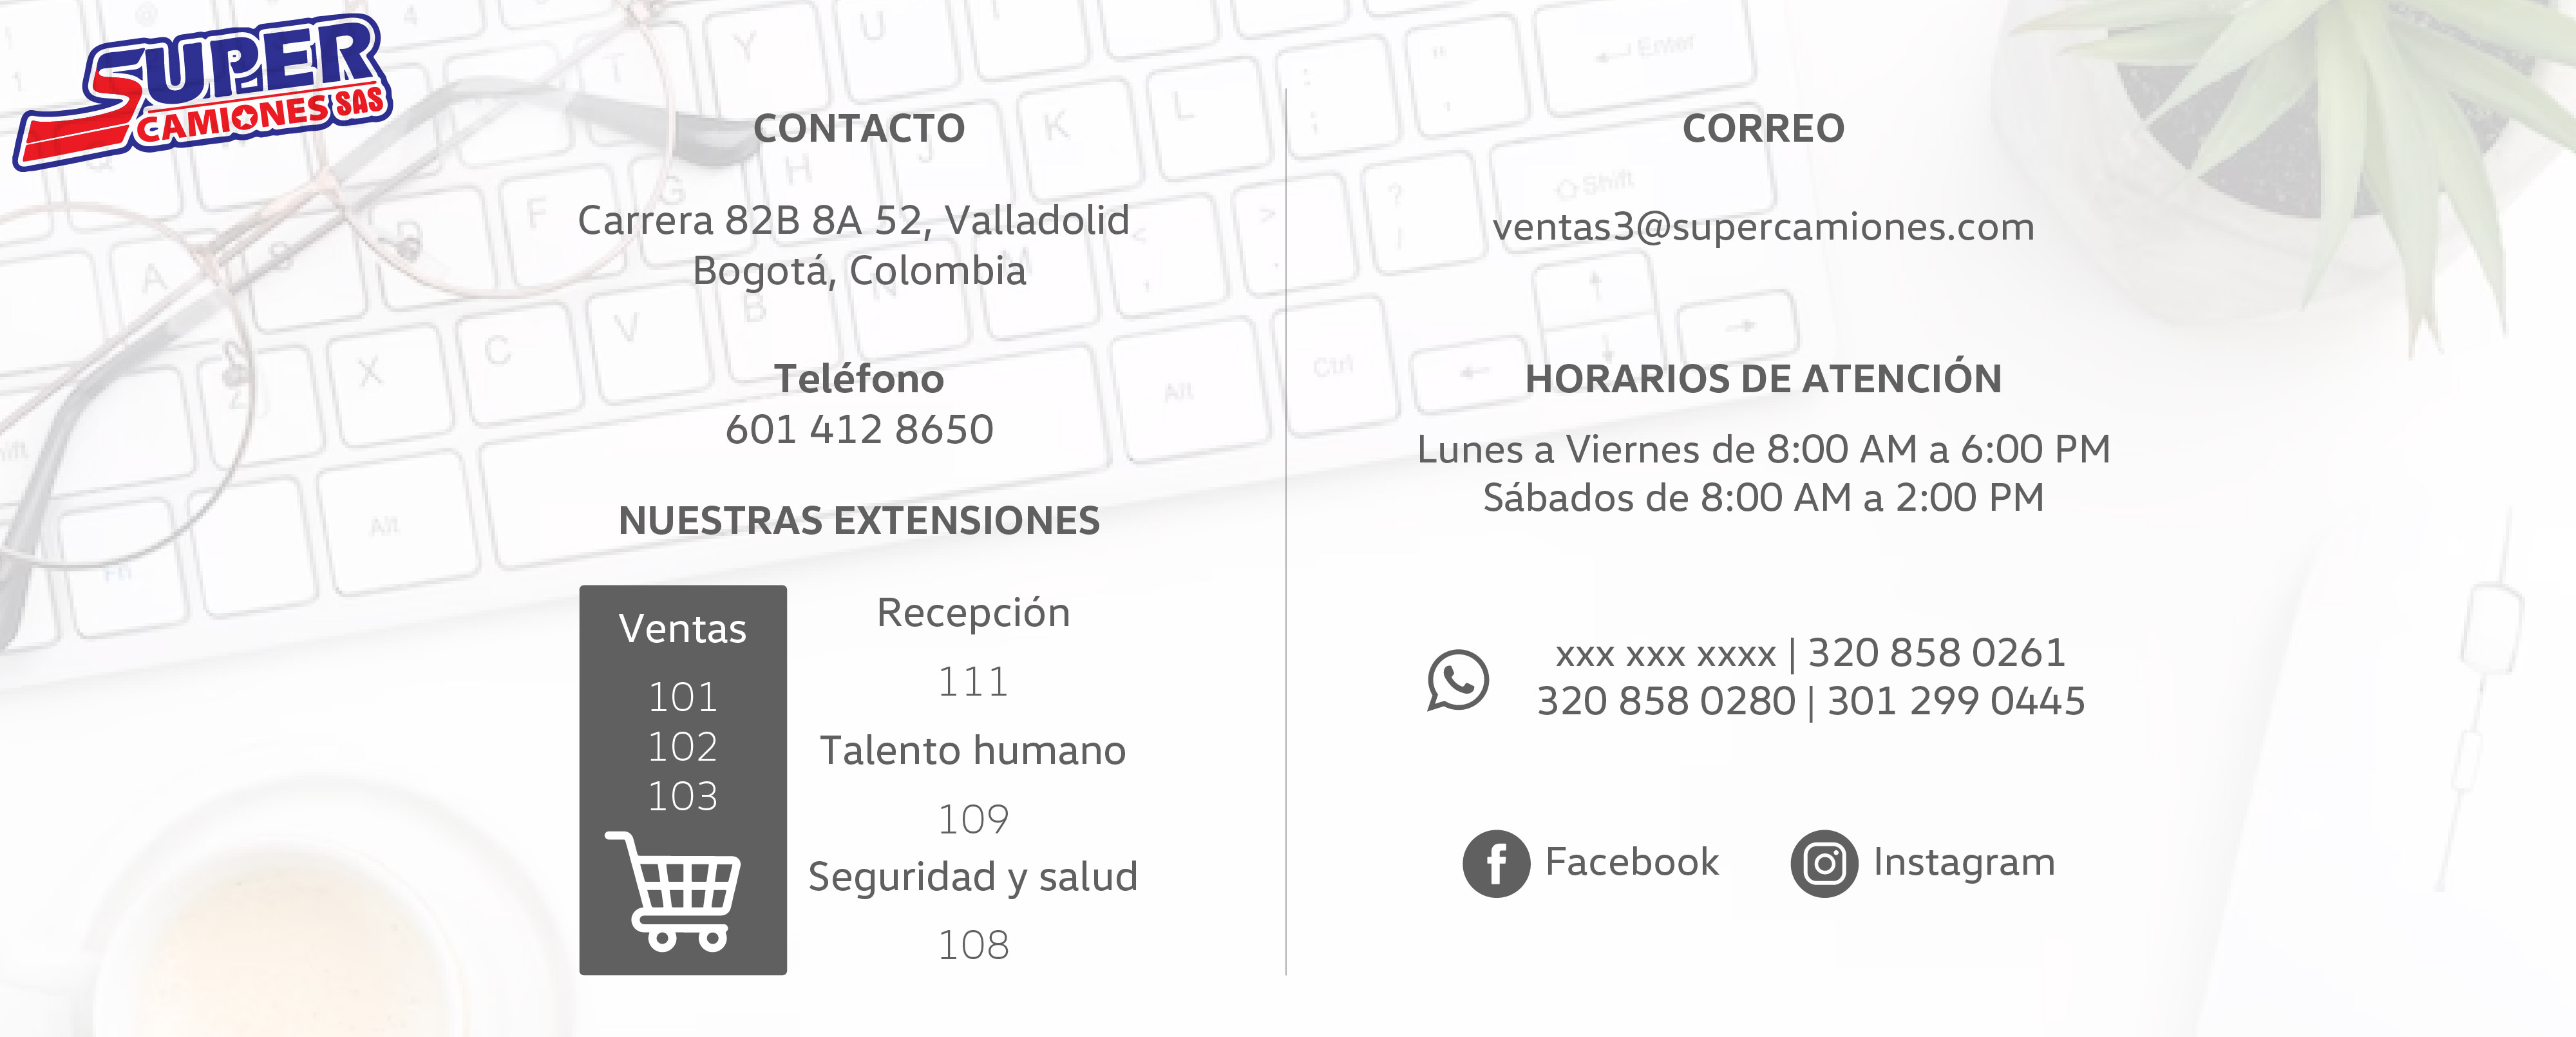 SUPER
CAMIONES SAS
CONTACTO
Carrera 82B 8A 52, Valladolid
Bogotá, Colombia
Teléfono
601 412 8650
NUESTRAS EXTENSIONES
Ventas
101
102
103
Recepción
111
Talento humano
109
Seguridad y salud
108
CORREO
ventas3@supercamiones.com
HORARIOS DE ATENCIÓN
Lunes a Viernes de 8:00 AM a 6:00 PM
Sábados de 8:00 AM a 2:00 PM
xxx xxx xxxx | 320 858 0261
320 858 0280 | 301 299 0445
Facebook
Instagram